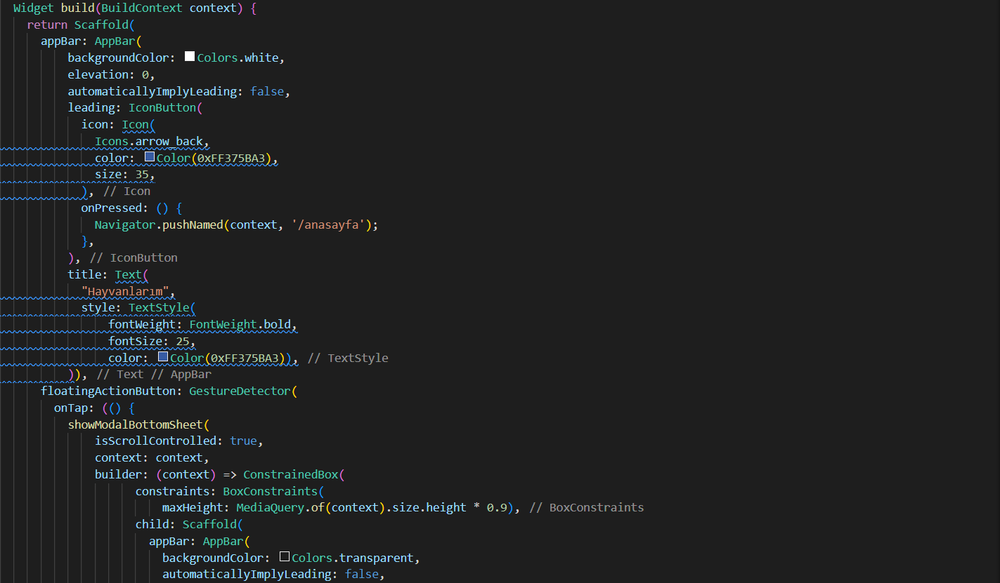 Widget build(BuildContext context) {
return Scaffold(
appBar: AppBar(
backgroundColor: Colors.white,
elevation: 0,
automaticallyImplyLeading: false,
leading: IconButton(
icon: Icon(
Icons.arrow_back,
color: Color(0xFF375BA3),
size: 35,
), // Icon
onPressed: () {
Navigator.pushNamed(context, '/anasayfa');
},
), // IconButton
title: Text(
"Hayvanlarım",
style: TextStyle(
fontWeight: FontWeight.bold,
fontSize: 25,
color: Color(0xFF375BA3)), // TextStyle
)), // Text // AppBar
floatingActionButton: GestureDetector(
onTap: (() {
showModalBottomSheet(
isScrollControlled: true,
context: context,
builder: (context) => ConstrainedBox(
constraints: BoxConstraints(
maxHeight: MediaQuery.of(context).size.height * 0.9), // BoxConstraints
child: Scaffold(
appBar: AppBar(
backgroundColor: Colors.transparent,
automaticallyImplyLeading: false,